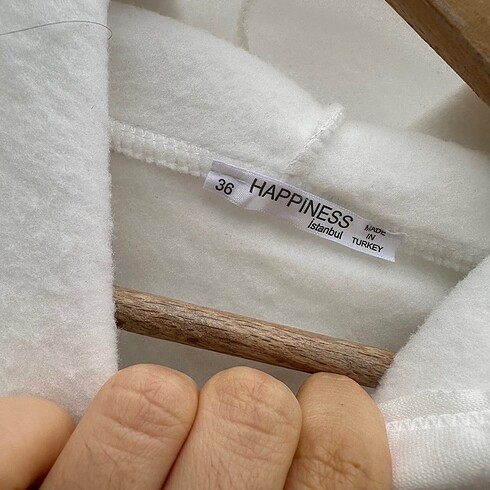 36
HAPPINESS
İstanbul
MADE
IN
TURKEY